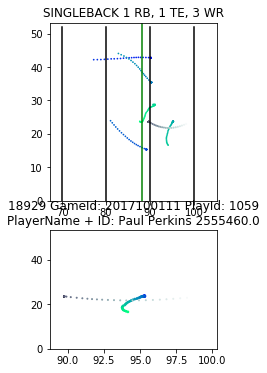 SINGLEBACK 1 RB, 1 TE, 3 WR
50
40
30
20
10
0
70 80 90 100
18929 GameId: 2017100111 PlayId: 1059
PlayerName + ID: Paul Perkins 2555460.0
40
20
0
90.0 92.5 95.0 97.5 100.0